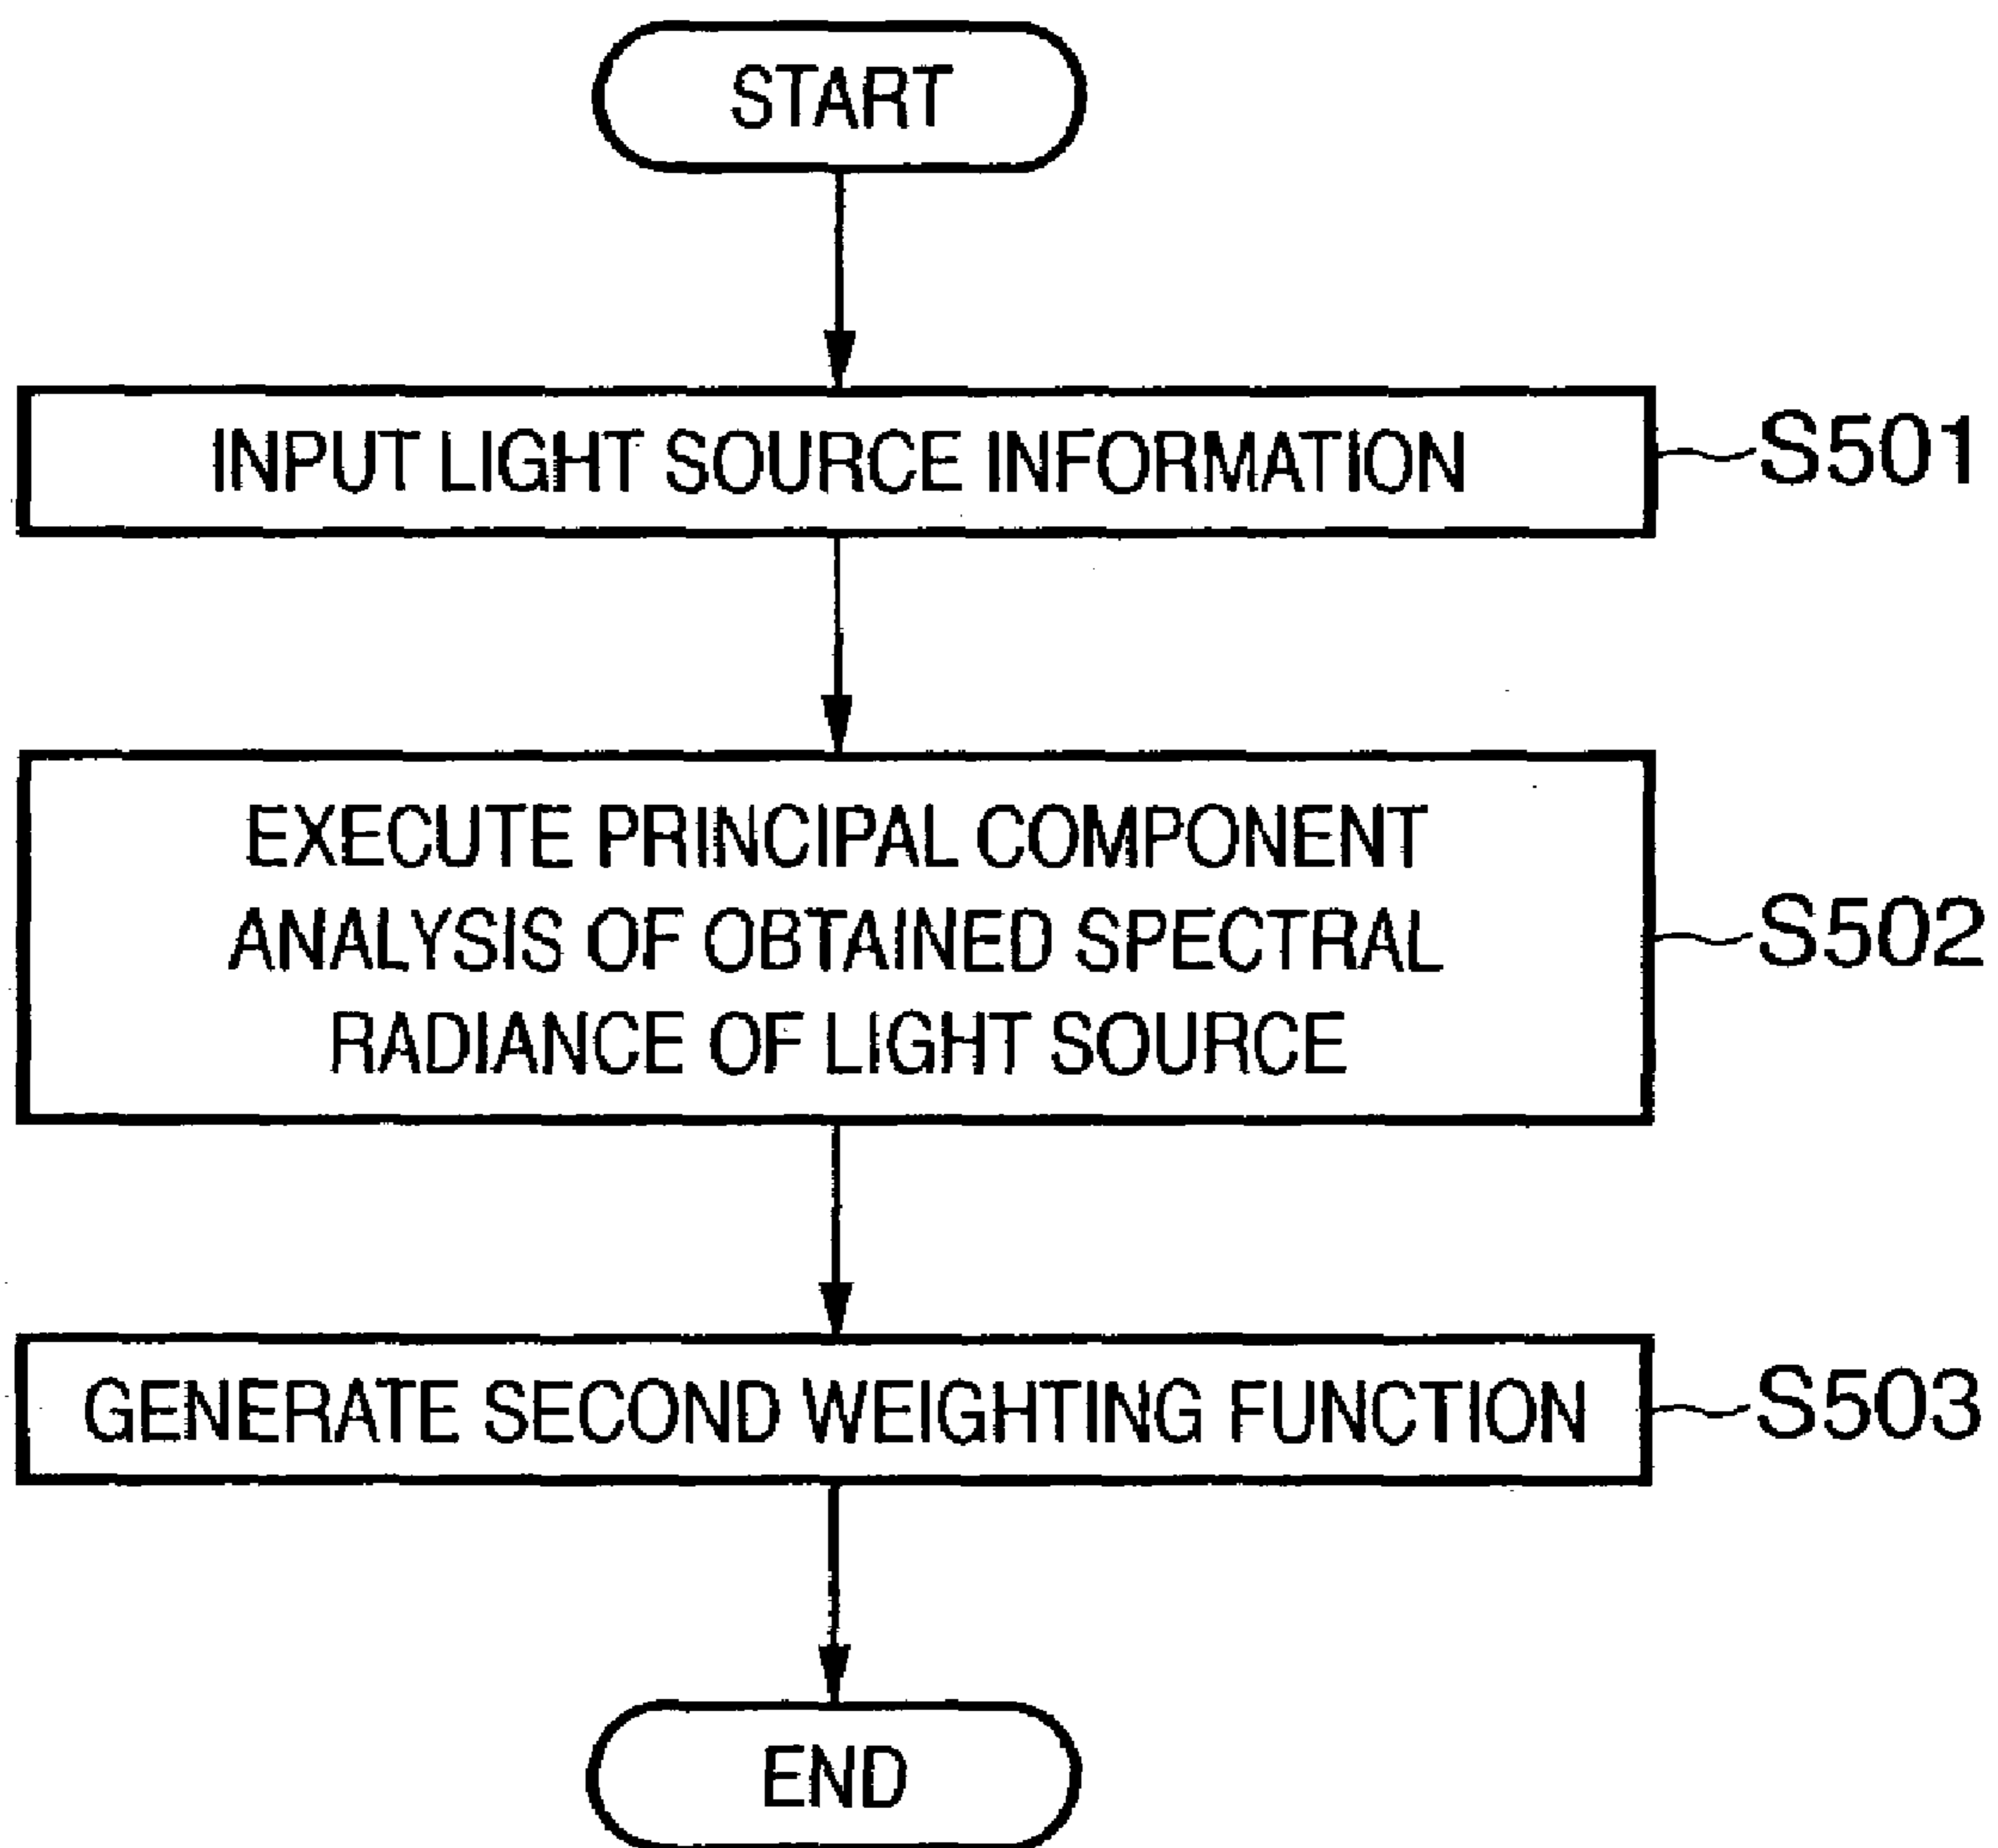 START
INPUT LIGHT SOURCE INFORMATION
S501
EXECUTE PRINCIPAL COMPONENT
ANALYSIS OF OBTAINED SPECTRAL
RADIANCE OF LIGHT SOURCE
S502
GENERATE SECOND WEIGHTING FUNCTION
S503
END